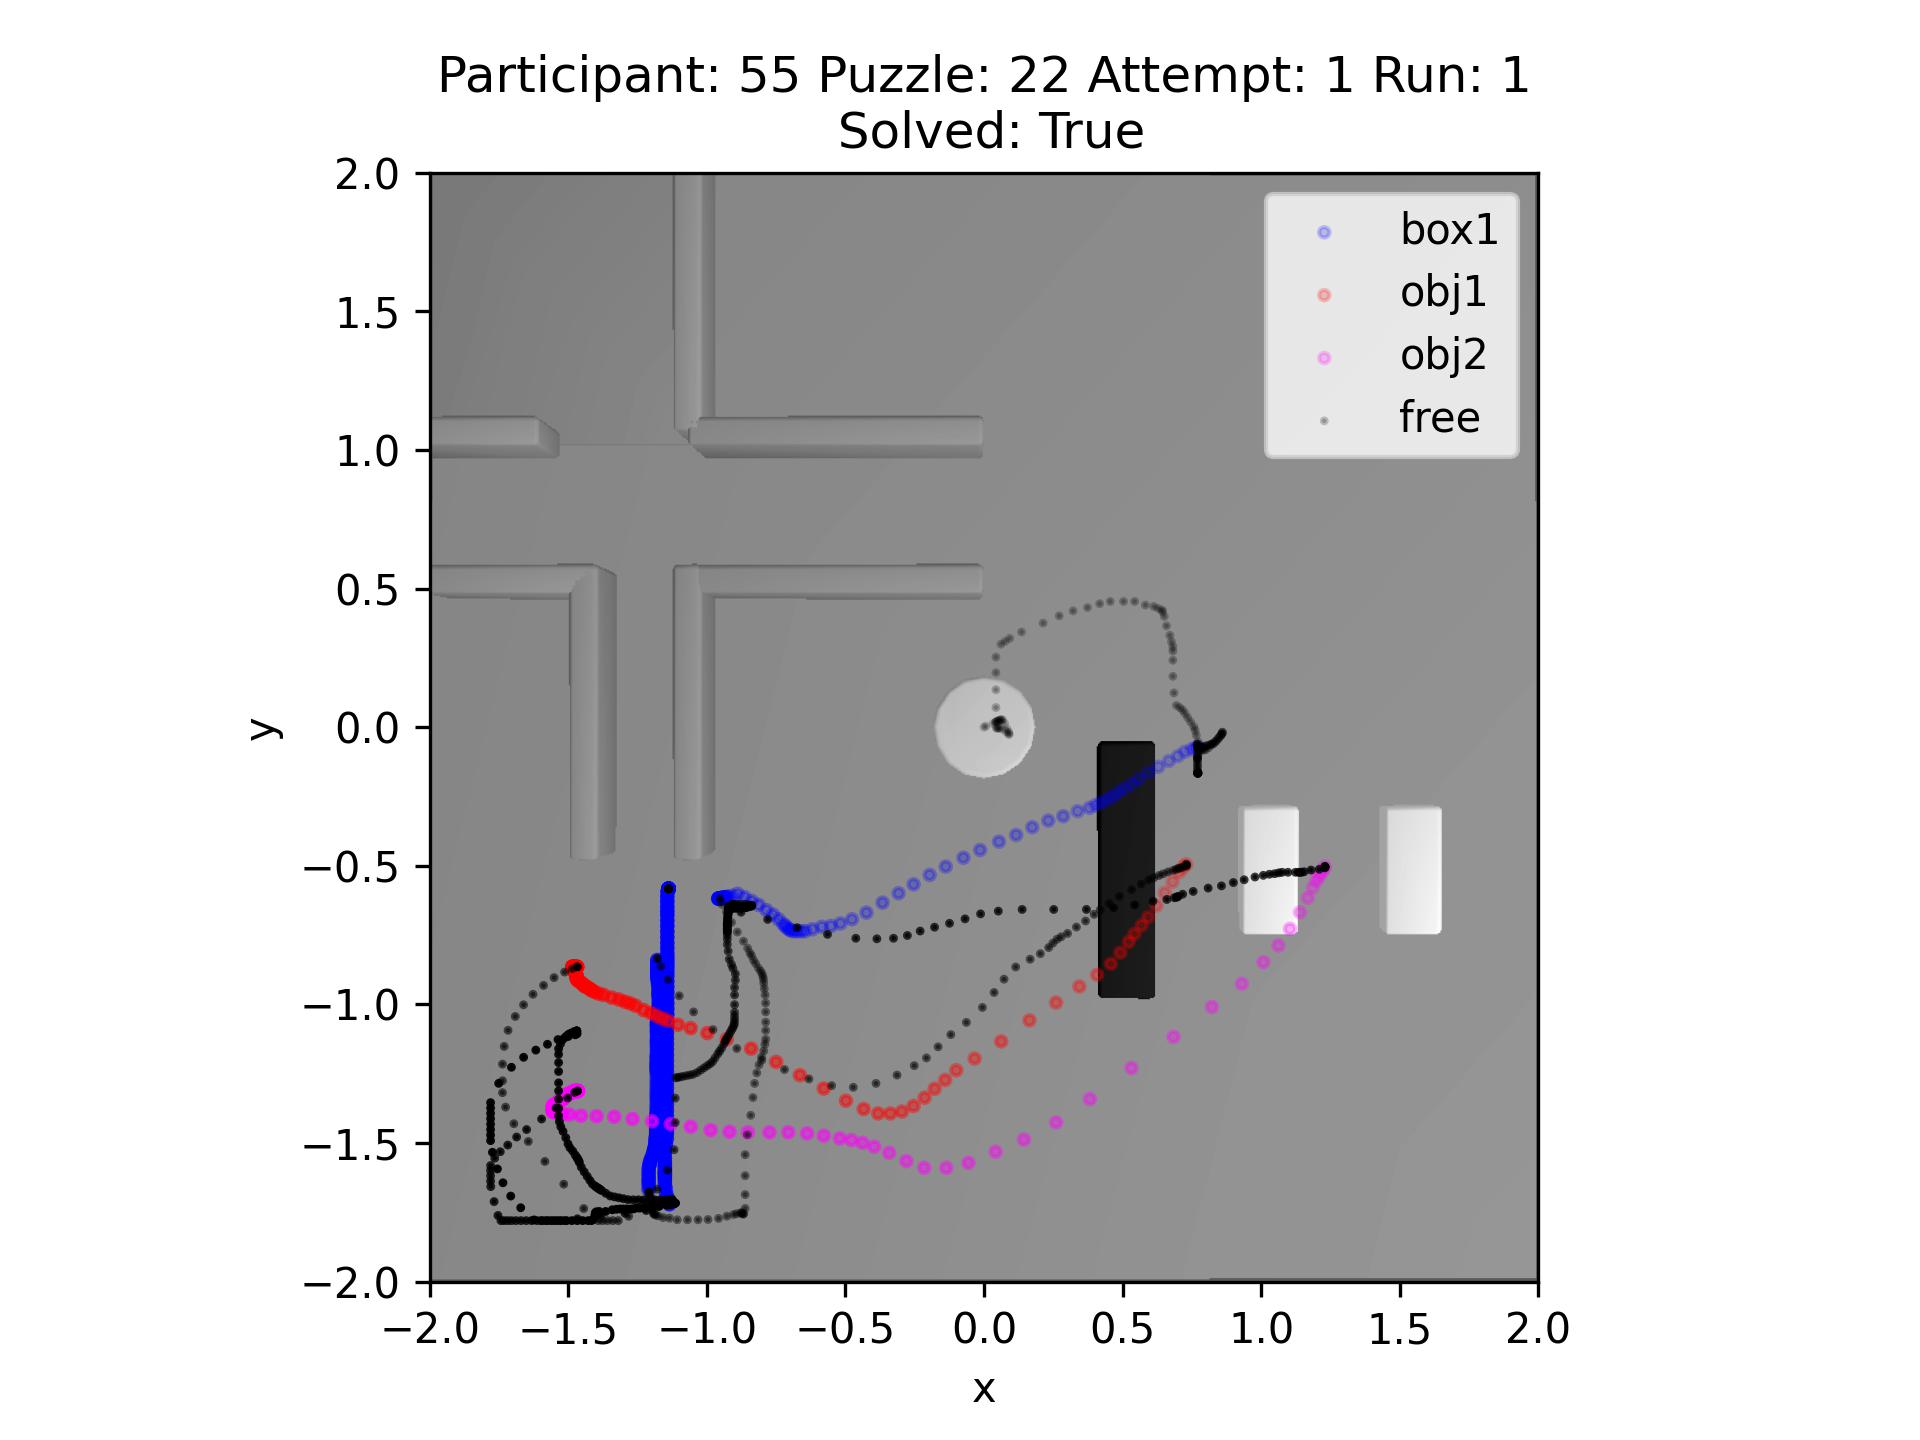 Participant: 55 Puzzle: 22 Attempt: 1 Run: 1
Solved: True
2.0
1.5
1.0
0.5
0.0
−0.5
−1.0
−1.5
−2.0
y
box1
obj1
obj2
free
−2.0 −1.5 −1.0 −0.5 0.0 0.5 1.0 1.5 2.0
x